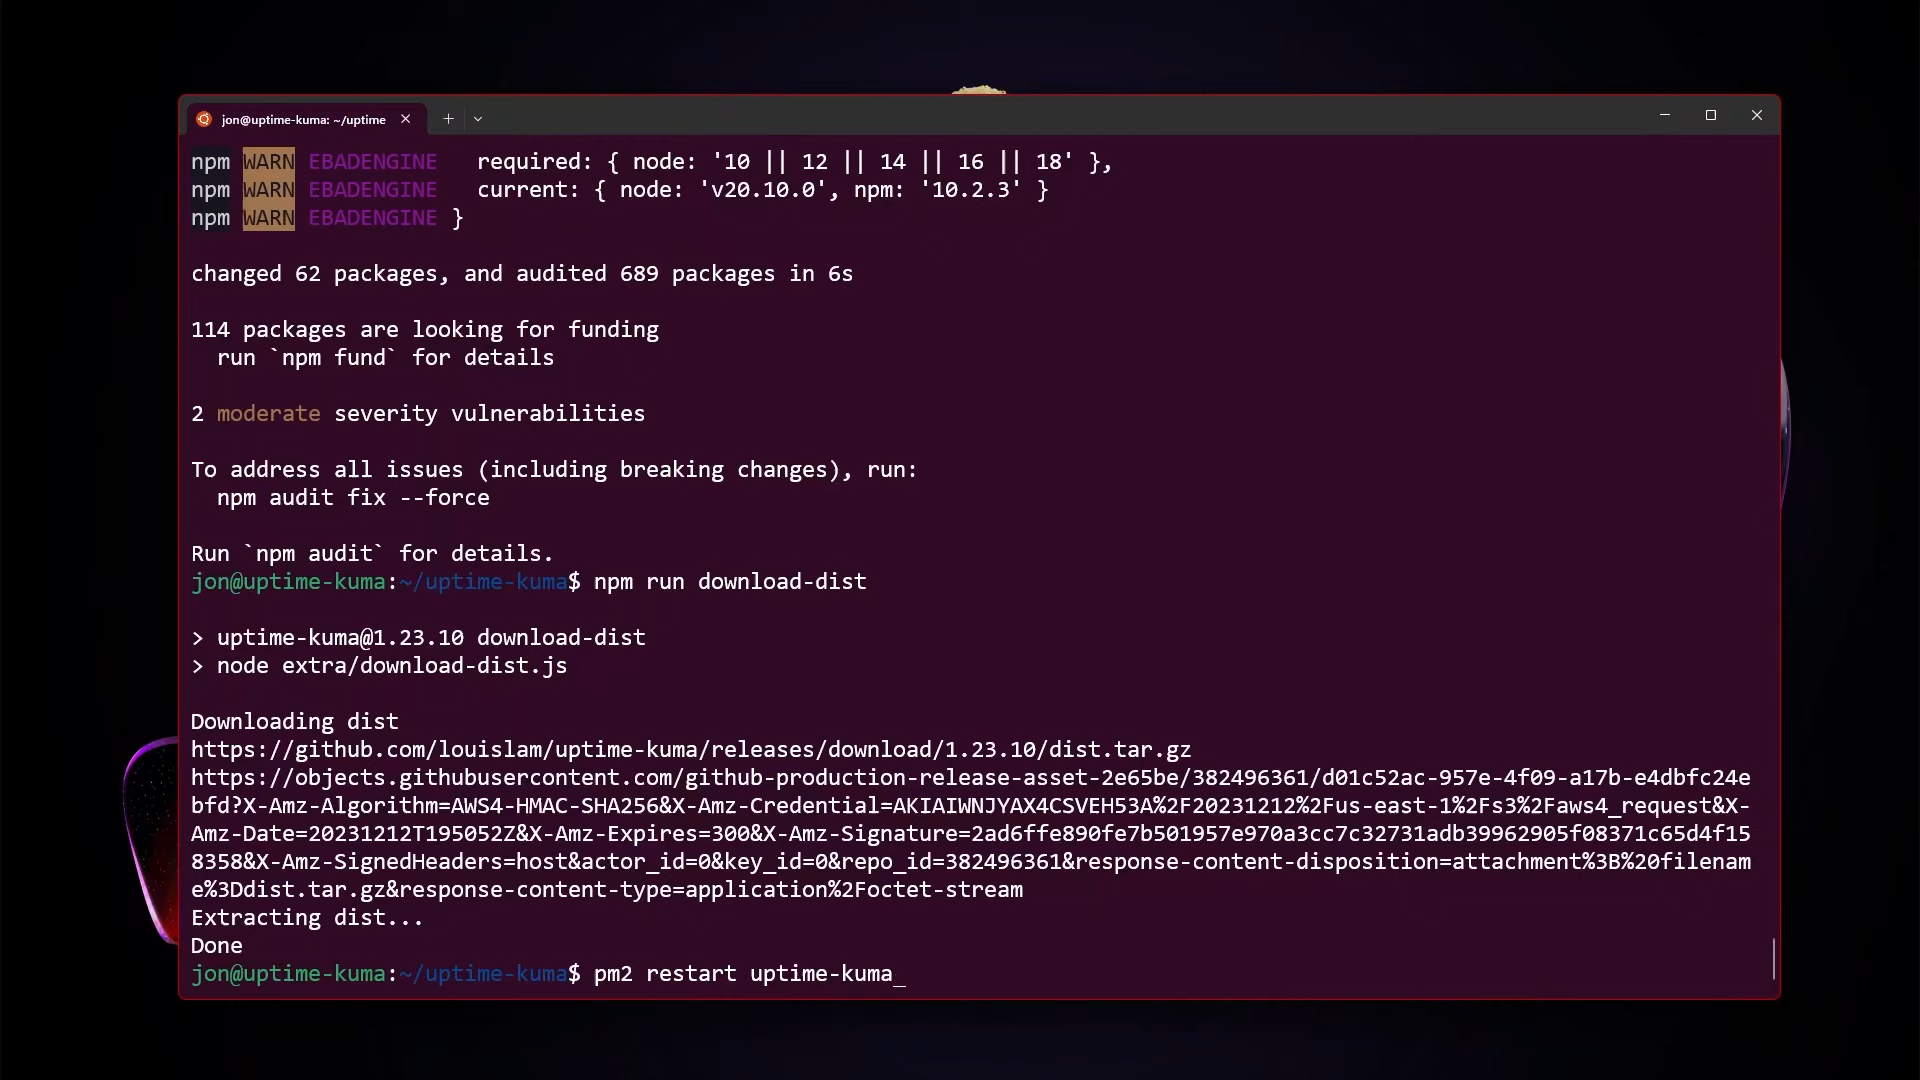 jon@uptime-kuma: ~/uptime
npm WARN EBADENGINE   required: { node: '10 || 12 || 14 || 16 || 18' },
npm WARN EBADENGINE   current: { node: 'v20.10.0', npm: '10.2.3' }
npm WARN EBADENGINE }
changed 62 packages, and audited 689 packages in 6s
114 packages are looking for funding
  run `npm fund` for details
2 moderate severity vulnerabilities
To address all issues (including breaking changes), run:
  npm audit fix --force
Run `npm audit` for details.
jon@uptime-kuma:~/uptime-kuma$ npm run download-dist
> uptime-kuma@1.23.10 download-dist
> node extra/download-dist.js
Downloading dist
https://github.com/louislam/uptime-kuma/releases/download/1.23.10/dist.tar.gz
https://objects.githubusercontent.com/github-production-release-asset-2e65be/382496361/d01c52ac-957e-4f09-a17b-e4dbfc24e
bfd?X-Amz-Algorithm=AWS4-HMAC-SHA256&X-Amz-Credential=AKIAIWNJYAX4CSVEH53A%2F20231212%2Fus-east-1%2Fs3%2Faws4_request&X-
Amz-Date=20231212T195052Z&X-Amz-Expires=300&X-Amz-Signature=2ad6ffe890fe7b501957e970a3cc7c32731adb39962905f08371c65d4f15
8358&X-Amz-SignedHeaders=host&actor_id=0&key_id=0&repo_id=382496361&response-content-disposition=attachment%3B%20filenam
e%3Ddist.tar.gz&response-content-type=application%2Foctet-stream
Extracting dist...
Done
jon@uptime-kuma:~/uptime-kuma$ pm2 restart uptime-kuma_